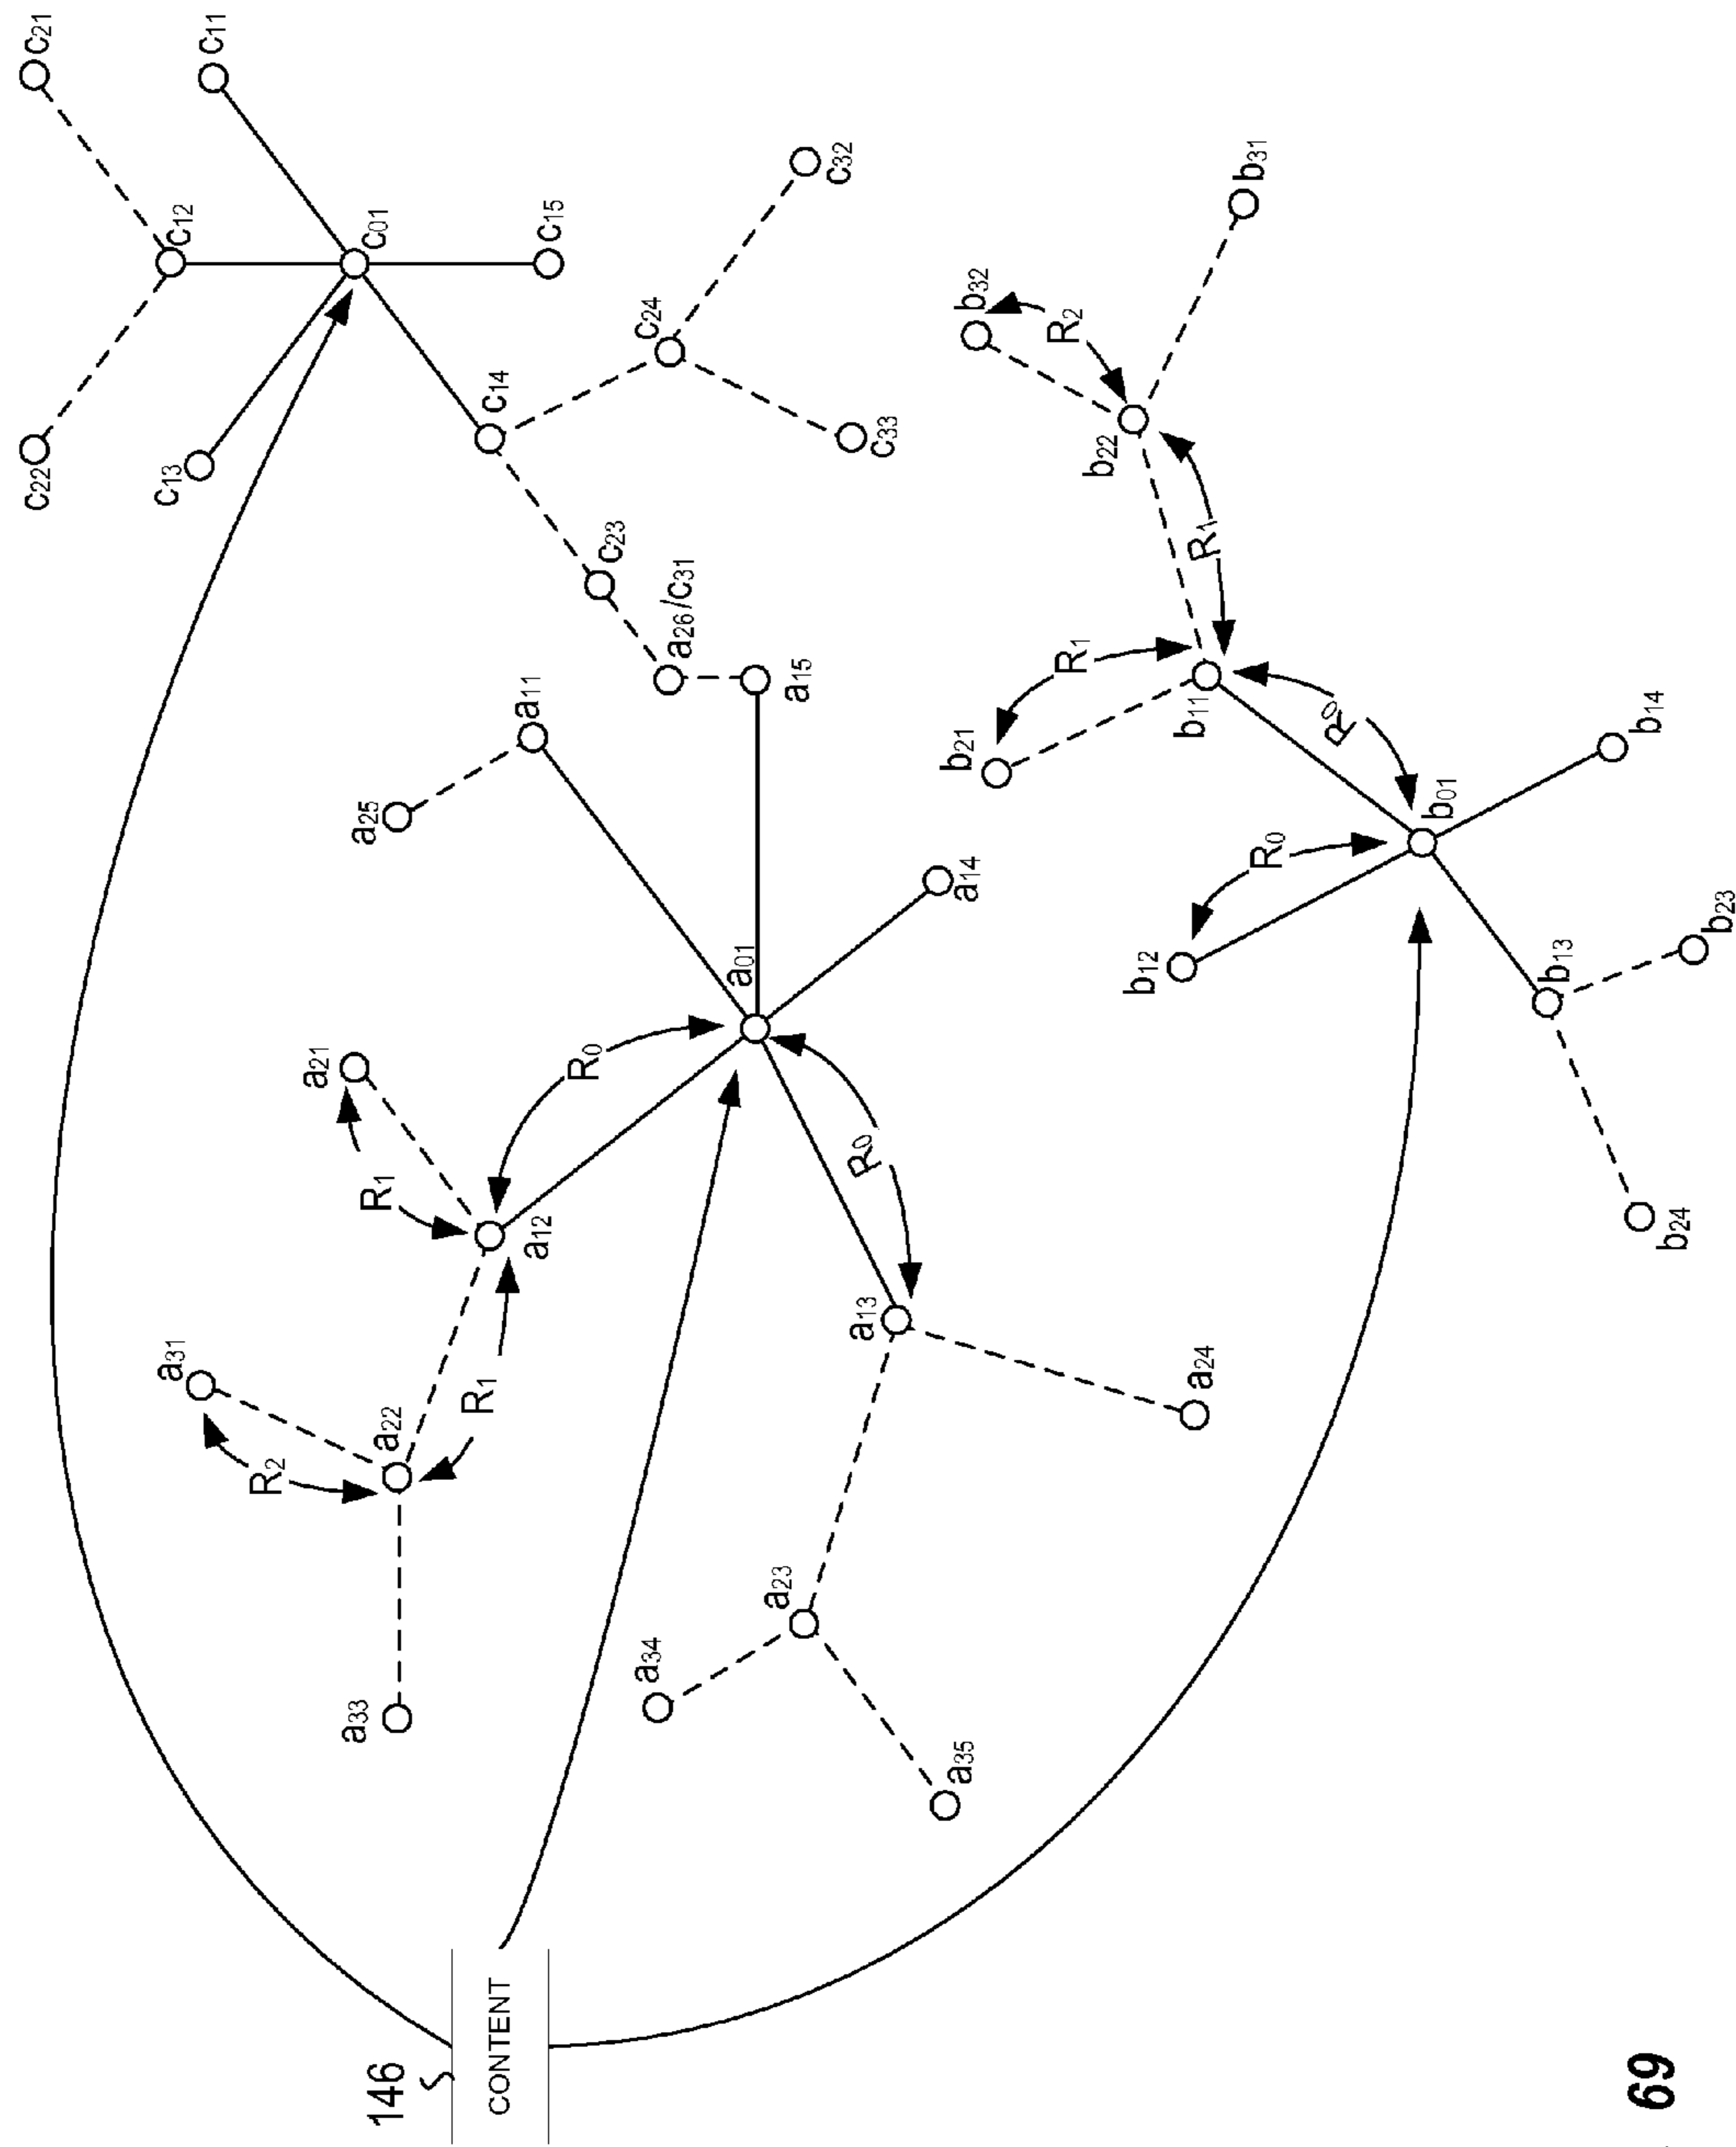 146
CONTENT
a33
a31
R2
a22
R1
R1
a21
a12
R0
a01
a25
a11
a15
a14
R0
a13
a24
a23
a34
a35
a26/c31
c23
c14
c22
c13
c12
c21
c11
c01
c15
c24
c32
c33
b32
R2
b31
b22
R1
R1
b21
b11
R0
b12
R0
b01
b14
b13
b23
b24
69